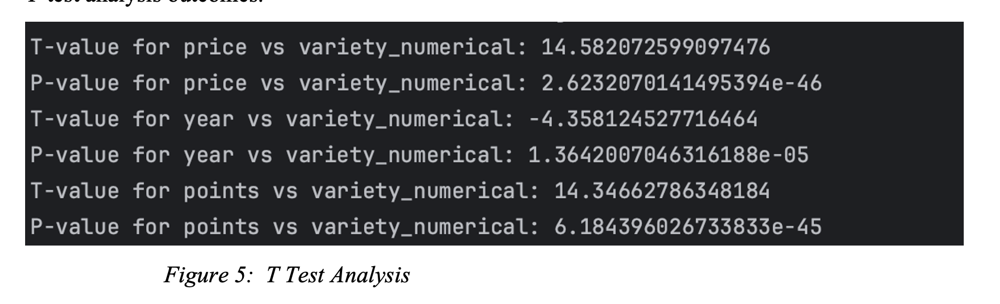 T-test analysis outcomes.
T-value for price vs variety_numerical: 14.582072599097476
P-value for price vs variety_numerical: 2.6232070141495394e-46
T-value for year vs variety_numerical: -4.358124527716464
P-value for year vs variety_numerical: 1.3642007046316188e-05
T-value for points vs variety_numerical: 14.34662786348184
P-value for points vs variety_numerical: 6.184396026733833e-45
Figure 5: T Test Analysis